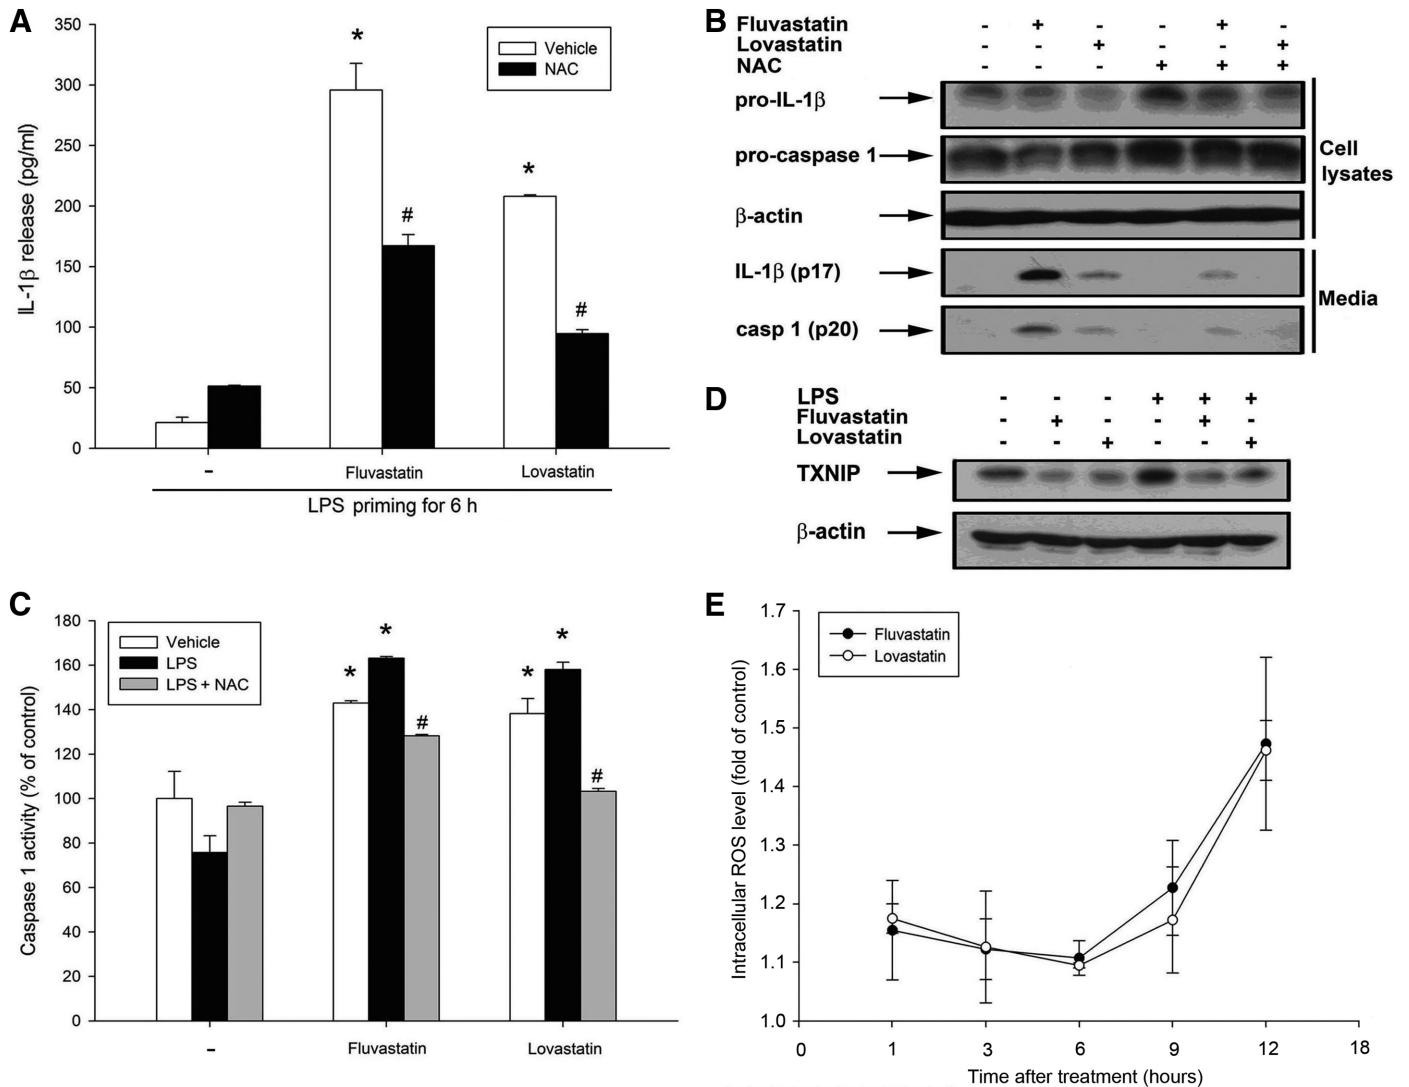 A
IL-1β release (pg/ml)
350
300
250
200
150
100
50
0
Vehicle
NAC
*
#
*
#
–
Fluvastatin
Lovastatin
LPS priming for 6 h
B
Fluvastatin - + - - + -
Lovastatin - - + - - +
NAC - - - + + +
pro-IL-1β
pro-caspase 1
β-actin
IL-1β (p17)
casp 1 (p20)
Cell
lysates
Media
C
Caspase 1 activity (% of control)
180
160
140
120
100
80
60
40
20
0
Vehicle
LPS
LPS + NAC
*
*
#
*
*
#
–
Fluvastatin
Lovastatin
D
LPS - - - + + +
Fluvastatin - + - - + -
Lovastatin - - + - - +
TXNIP
β-actin
E
Intracellular ROS level (fold of control)
1.7
1.6
1.5
1.4
1.3
1.2
1.1
1.0
Fluvastatin
Lovastatin
0 1 3 6 9 12 18
Time after treatment (hours)